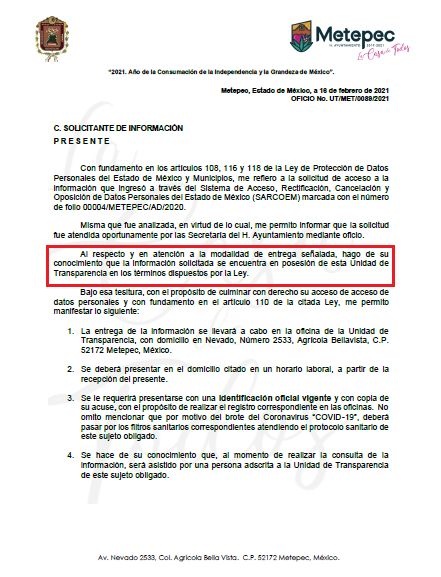 Metepec
H. AYUNTAMIENTO 2019-2021
La Casa de Todos
"2021. Año de la Consumación de la Independencia y la Grandeza de México".
Metepec, Estado de México, a 16 de febrero de 2021
OFICIO No. UT/MET/0089/2021
C. SOLICITANTE DE INFORMACIÓN
P R E S E N T E
Con fundamento en los artículos 108, 116 y 118 de la Ley de Protección de Datos
Personales del Estado de México y Municipios, me refiero a la solicitud de acceso a la
información que ingresó a través del Sistema de Acceso, Rectificación, Cancelación y
Oposición de Datos Personales del Estado de México (SARCOEM) marcada con el
número de folio 00004/METEPEC/AD/2020.
Misma que fue analizada, en virtud de lo cual, me permito informar que la solicitud
fue atendida oportunamente por las Secretaría del H. Ayuntamiento mediante oficio.
Al respecto y en atención a la modalidad de entrega señalada, hago de su
conocimiento que la información solicitada se encuentra en posesión de esta Unidad de
Transparencia en los términos dispuestos por la Ley.
Bajo esa tesitura, con el propósito de culminar con derecho su acceso de acceso de
datos personales y con fundamento en el artículo 110 de la citada Ley, me permito
manifestar lo siguiente:
1. La entrega de la información se llevará a cabo en la oficina de la Unidad de
Transparencia, con domicilio en Nevado, Número 2533, Agrícola Bellavista, C.P.
52172 Metepec, México.
2. Se deberá presentar en el domicilio citado en un horario laboral, a partir de la
recepción del presente.
3. Se le requerirá presentarse con una identificación oficial vigente y con copia de
su acuse, con el propósito de realizar el registro correspondiente en las oficinas. No
omito mencionar que por motivo del brote del Coronavirus "COVID-19", deberá
pasar por los filtros sanitarios correspondientes atendiendo el protocolo sanitario de
este sujeto obligado.
4. Se hace de su conocimiento que, al momento de realizar la consulta de la
información, será asistido por una persona adscrita a la Unidad de Transparencia
de este sujeto obligado.
Av. Nevado 2533, Col. Agrícola Bella Vista. C.P. 52172 Metepec, México.